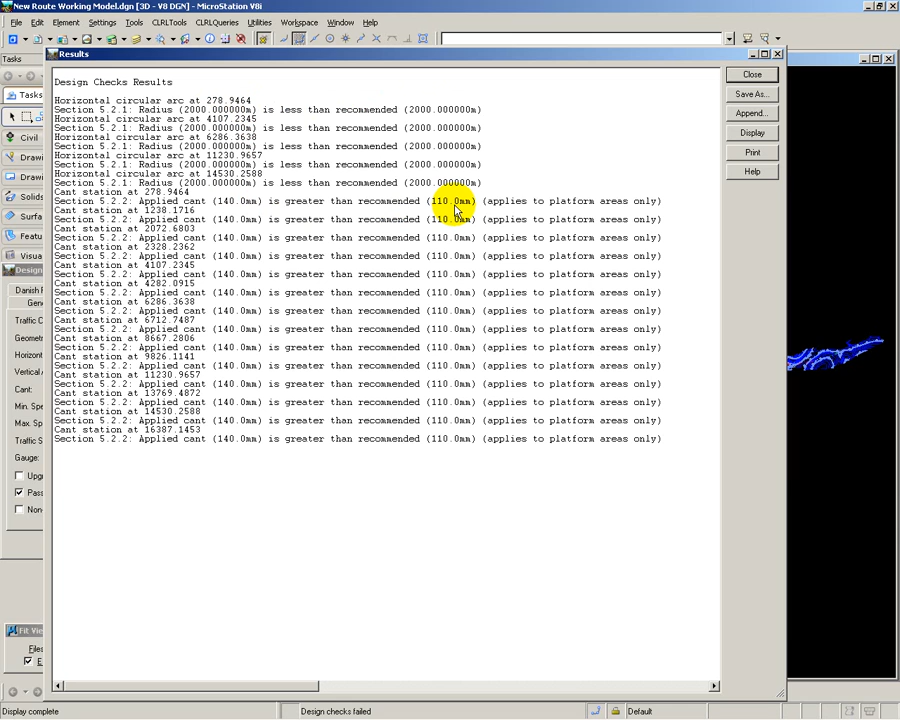 New Route Working Model.dgn [3D - V8 DGN] - MicroStation V8i
File Edit Element Settings Tools CLRLTools CLRLQueries Utilities Workspace Window Help
Tasks
Results
Design Checks Results
Horizontal circular arc at 278.9464
Section 5.2.1: Radius (2000.000000m) is less than recommended (2000.000000m)
Horizontal circular arc at 4107.2345
Section 5.2.1: Radius (2000.000000m) is less than recommended (2000.000000m)
Horizontal circular arc at 6286.3638
Section 5.2.1: Radius (2000.000000m) is less than recommended (2000.000000m)
Horizontal circular arc at 11230.9657
Section 5.2.1: Radius (2000.000000m) is less than recommended (2000.000000m)
Horizontal circular arc at 14530.2588
Section 5.2.1: Radius (2000.000000m) is less than recommended (2000.000000m)
Cant station at 278.9464
Section 5.2.2: Applied cant (140.0mm) is greater than recommended (110.0mm) (applies to platform areas only)
Cant station at 1238.1716
Section 5.2.2: Applied cant (140.0mm) is greater than recommended (110.0mm) (applies to platform areas only)
Cant station at 2072.6803
Section 5.2.2: Applied cant (140.0mm) is greater than recommended (110.0mm) (applies to platform areas only)
Cant station at 2328.2362
Section 5.2.2: Applied cant (140.0mm) is greater than recommended (110.0mm) (applies to platform areas only)
Cant station at 4107.2345
Section 5.2.2: Applied cant (140.0mm) is greater than recommended (110.0mm) (applies to platform areas only)
Cant station at 4282.0915
Section 5.2.2: Applied cant (140.0mm) is greater than recommended (110.0mm) (applies to platform areas only)
Cant station at 6286.3638
Section 5.2.2: Applied cant (140.0mm) is greater than recommended (110.0mm) (applies to platform areas only)
Cant station at 6712.7487
Section 5.2.2: Applied cant (140.0mm) is greater than recommended (110.0mm) (applies to platform areas only)
Cant station at 8667.2806
Section 5.2.2: Applied cant (140.0mm) is greater than recommended (110.0mm) (applies to platform areas only)
Cant station at 9826.1141
Section 5.2.2: Applied cant (140.0mm) is greater than recommended (110.0mm) (applies to platform areas only)
Cant station at 11230.9657
Section 5.2.2: Applied cant (140.0mm) is greater than recommended (110.0mm) (applies to platform areas only)
Cant station at 13769.4872
Section 5.2.2: Applied cant (140.0mm) is greater than recommended (110.0mm) (applies to platform areas only)
Cant station at 14530.2588
Section 5.2.2: Applied cant (140.0mm) is greater than recommended (110.0mm) (applies to platform areas only)
Cant station at 16387.1453
Section 5.2.2: Applied cant (140.0mm) is greater than recommended (110.0mm) (applies to platform areas only)
Close
Save As...
Append...
Display
Print
Help
Tasks
Civil
Drawi
Drawi
Solids
Surfa
Featu
Visua
Design
Danish
Gen
Traffic C
Geomet
Horizont
Vertical
Cant:
Min. Spe
Max. Sp
Traffic S
Gauge:
Upg
Pass
Non
Fit Vie
Files
E
Display complete
Design checks failed
Default